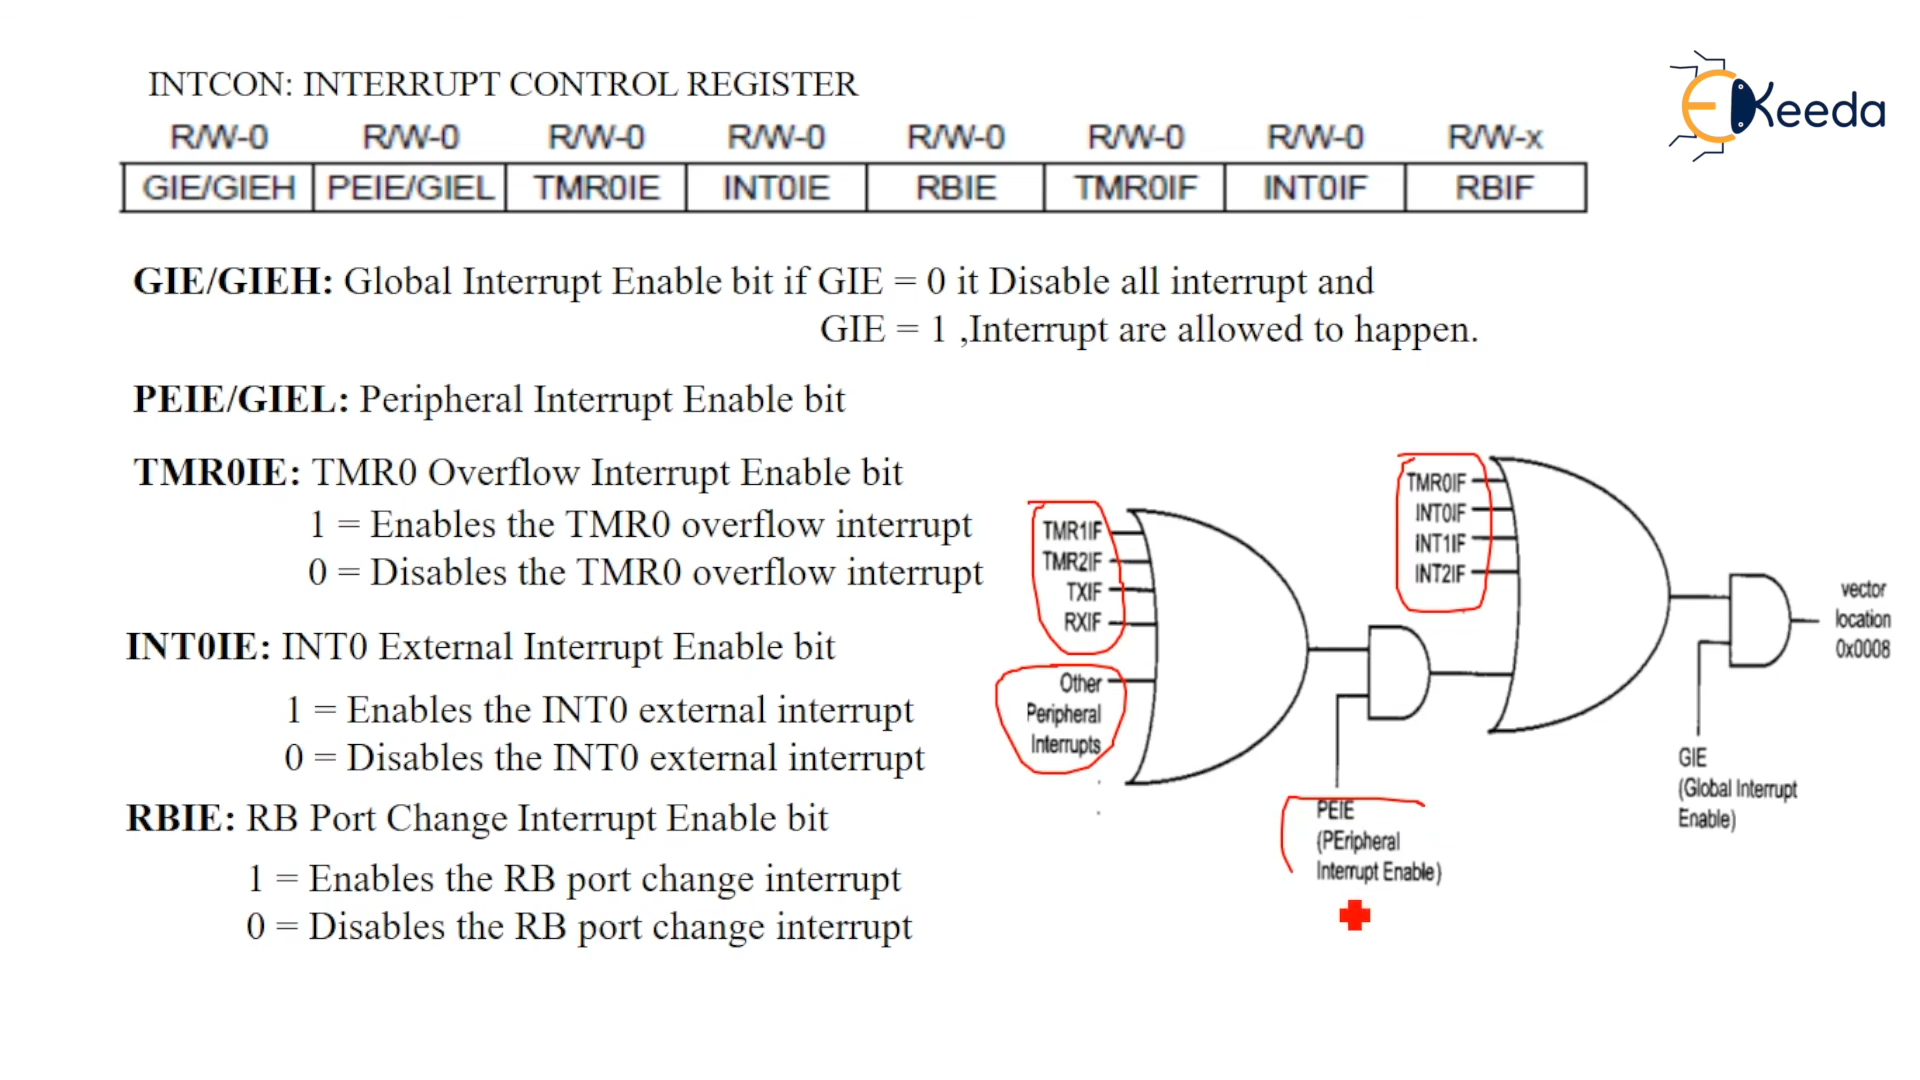 INTCON: INTERRUPT CONTROL REGISTER
R/W-0 R/W-0 R/W-0 R/W-0 R/W-0 R/W-0 R/W-0 R/W-x
GIE/GIEH PEIE/GIEL TMR0IE INT0IE RBIE TMR0IF INT0IF RBIF
EKeeda
GIE/GIEH: Global Interrupt Enable bit if GIE = 0 it Disable all interrupt and
GIE = 1 ,Interrupt are allowed to happen.
PEIE/GIEL: Peripheral Interrupt Enable bit
TMR0IE: TMR0 Overflow Interrupt Enable bit
1 = Enables the TMR0 overflow interrupt
0 = Disables the TMR0 overflow interrupt
INT0IE: INT0 External Interrupt Enable bit
1 = Enables the INT0 external interrupt
0 = Disables the INT0 external interrupt
RBIE: RB Port Change Interrupt Enable bit
1 = Enables the RB port change interrupt
0 = Disables the RB port change interrupt
TMR1IF
TMR2IF
TXIF
RXIF
Other
Peripheral
Interrupts
PEIE
(PEripheral
Interrupt Enable)
TMR0IF
INT0IF
INT1IF
INT2IF
GIE
(Global Interrupt
Enable)
vector
location
0x0008